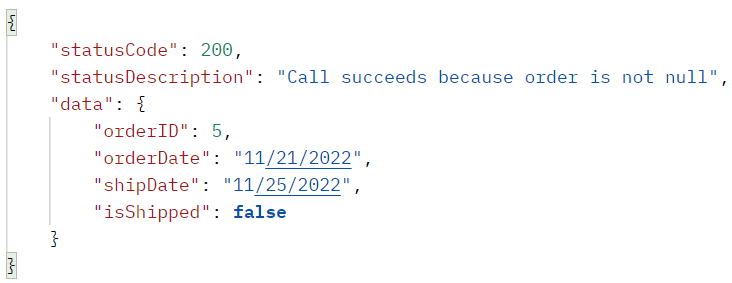 {
"statusCode": 200,
"statusDescription": "Call succeeds because order is not null",
"data": {
"orderID": 5,
"orderDate": "11/21/2022",
"shipDate": "11/25/2022",
"isShipped": false
}
}